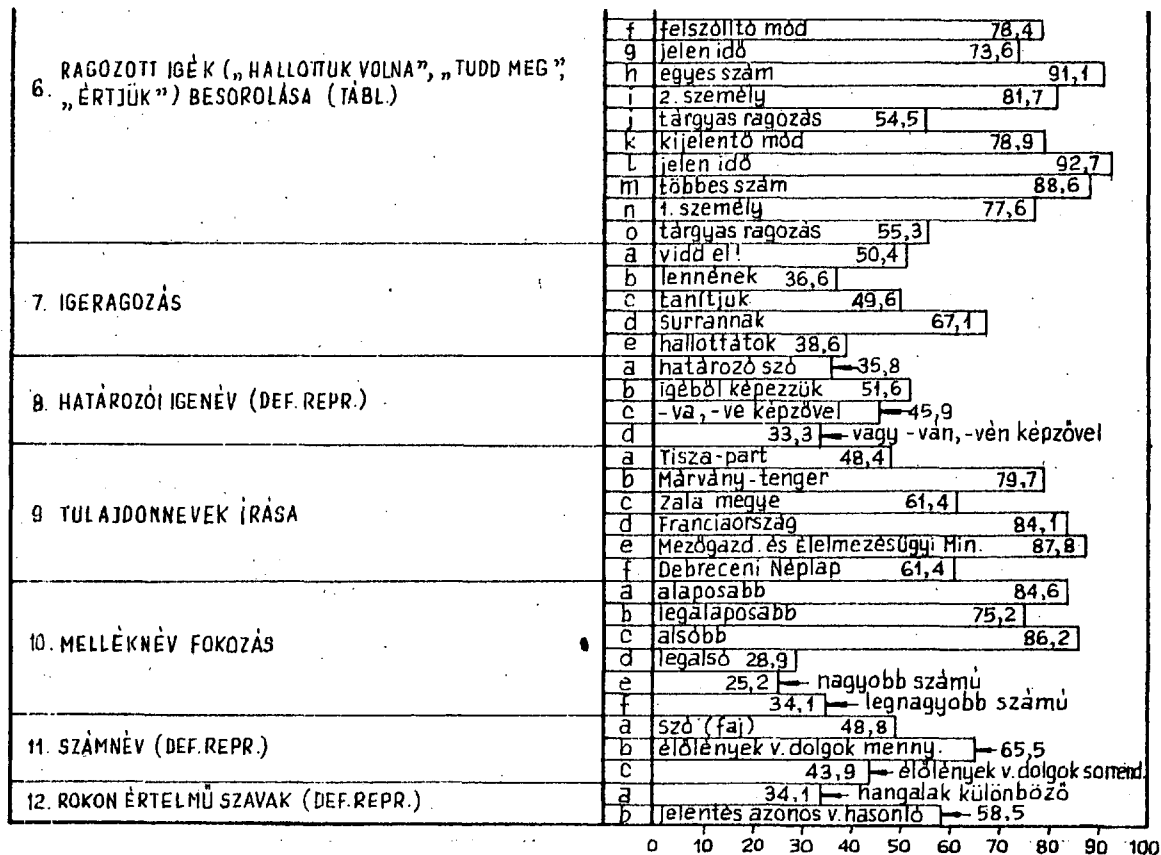 f felszólító mód 78,4
g jelen idő 73,6
6. RAGOZOTT IGÉK („HALLOTTUK VOLNA”, „TUDD MEG”,
„ÉRTJÜK”) BESOROLÁSA (TÁBL.)
h egyes szám 91,1
i 2. személy 81,7
j tárgyas ragozás 54,5
k kijelentő mód 78,9
l jelen idő 92,7
m többes szám 88,6
n 1. személy 77,6
o tárgyas ragozás 55,3
7. IGERAGOZÁS
a vidd el! 50,4
b lennének 36,6
c tanítjuk 49,6
d surrannak 67,1
e hallottátok 38,6
8. HATÁROZÓI IGENÉV (DEF. REPR.)
a határozó szó 35,8
b igéből képezzük 51,6
c -va, -ve képzővel 45,9
d 33,3 vagy -ván, -vén képzővel
9 TULAJDONNEVEK ÍRÁSA
a Tisza-part 48,4
b Márvány-tenger 79,7
c Zala megye 61,4
d Franciaország 84,1
e Mezőgazd. és Élelmezésügyi Min. 87,8
f Debreceni Néplap 61,4
10. MELLÉKNÉV FOKOZÁS
a alaposabb 84,6
b legalaposabb 75,2
c alsóbb 86,2
d legalsó 28,9
e 25,2 nagyobb számú
f 34,1 legnagyobb számú
11. SZÁMNÉV (DEF. REPR.)
a szó (faj) 48,8
b élőlények v. dolgok menny. 65,5
c 43,9 élőlények v. dolgok sorrend.
12. ROKON ÉRTELMŰ SZAVAK (DEF. REPR.)
a 34,1 hangalak különböző
b jelentés azonos v. hasonló 58,5
0 10 20 30 40 50 60 70 80 90 100